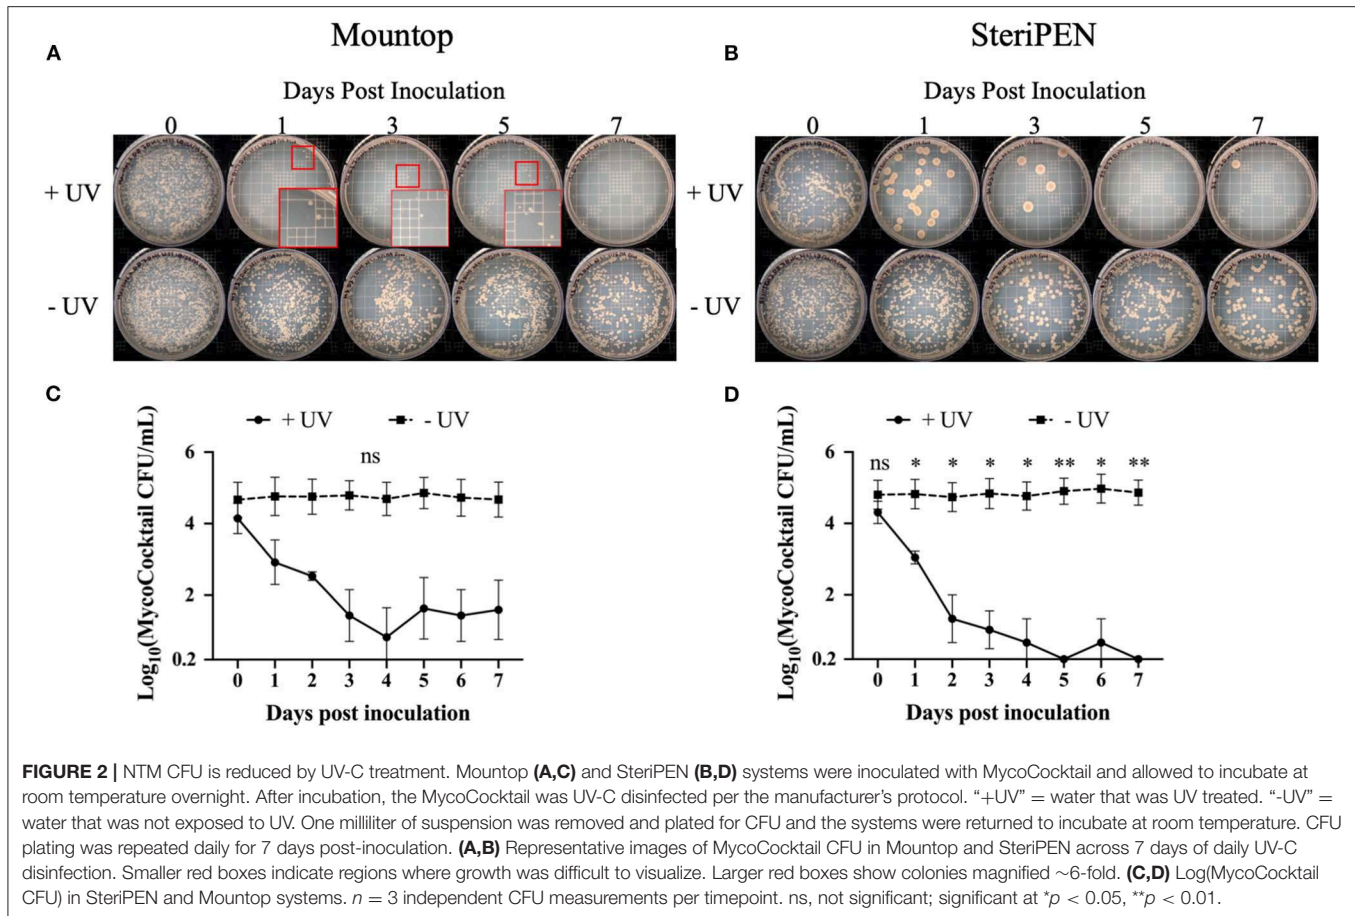 Mountop
SteriPEN
A
B
Days Post Inoculation
Days Post Inoculation
0 1 3 5 7
0 1 3 5 7
+ UV
+ UV
- UV
- UV
C
D
+ UV - UV
+ UV - UV
Log10(MycoCocktail CFU/mL)
6
4
2
0.2
ns
0 1 2 3 4 5 6 7
Days post inoculation
Log10(MycoCocktail CFU/mL)
6
4
2
0.2
ns * * * * ** * **
0 1 2 3 4 5 6 7
Days post inoculation
FIGURE 2 | NTM CFU is reduced by UV-C treatment. Mountop (A,C) and SteriPEN (B,D) systems were inoculated with MycoCocktail and allowed to incubate at
room temperature overnight. After incubation, the MycoCocktail was UV-C disinfected per the manufacturer's protocol. "+UV" = water that was UV treated. "-UV" =
water that was not exposed to UV. One milliliter of suspension was removed and plated for CFU and the systems were returned to incubate at room temperature. CFU
plating was repeated daily for 7 days post-inoculation. (A,B) Representative images of MycoCocktail CFU in Mountop and SteriPEN across 7 days of daily UV-C
disinfection. Smaller red boxes indicate regions where growth was difficult to visualize. Larger red boxes show colonies magnified ~6-fold. (C,D) Log(MycoCocktail
CFU) in SteriPEN and Mountop systems. n = 3 independent CFU measurements per timepoint. ns, not significant; significant at *p < 0.05, **p < 0.01.